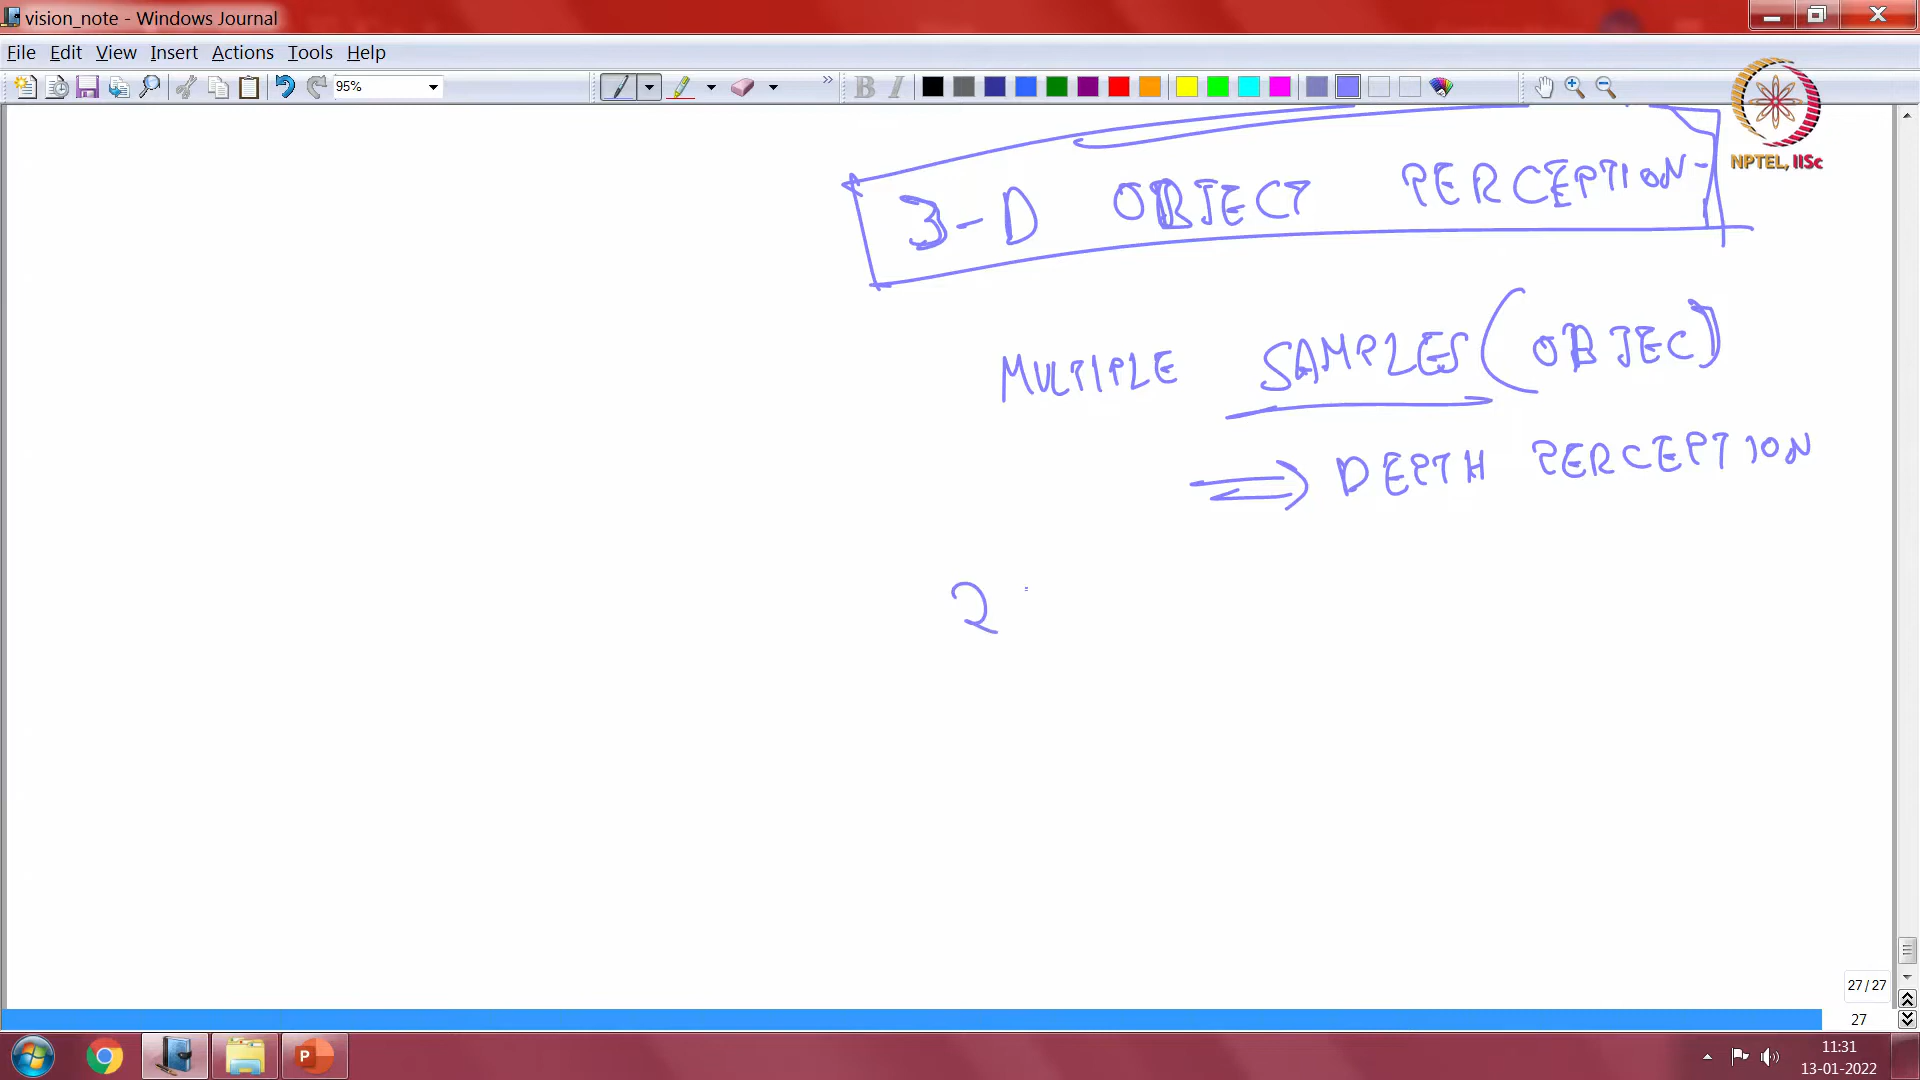 vision_note - Windows Journal
File Edit View Insert Actions Tools Help
95%
NPTEL, IISc
3-D OBJECT PERCEPTION
MULTIPLE SAMPLES (OBJEC)
⇒ DEPTH PERCEPTION
2
27/27
27
11:31
13-01-2022